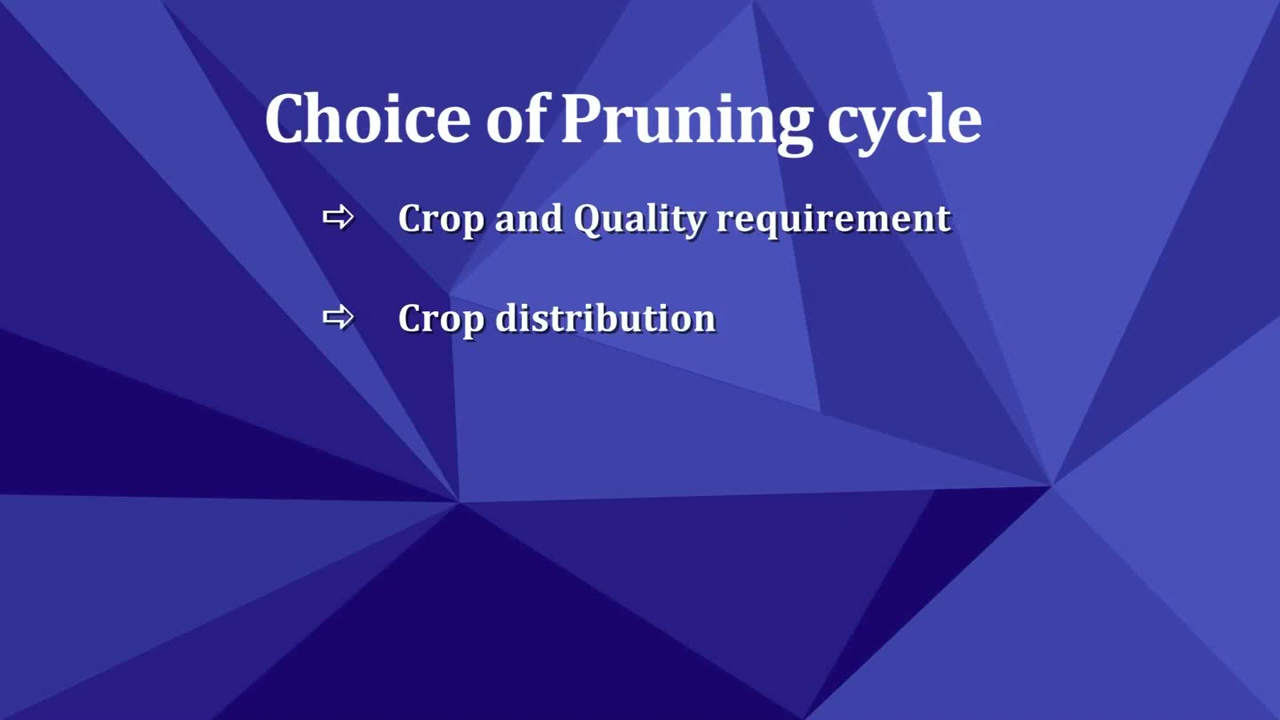 Choice of Pruning cycle
⇨ Crop and Quality requirement
⇨ Crop distribution